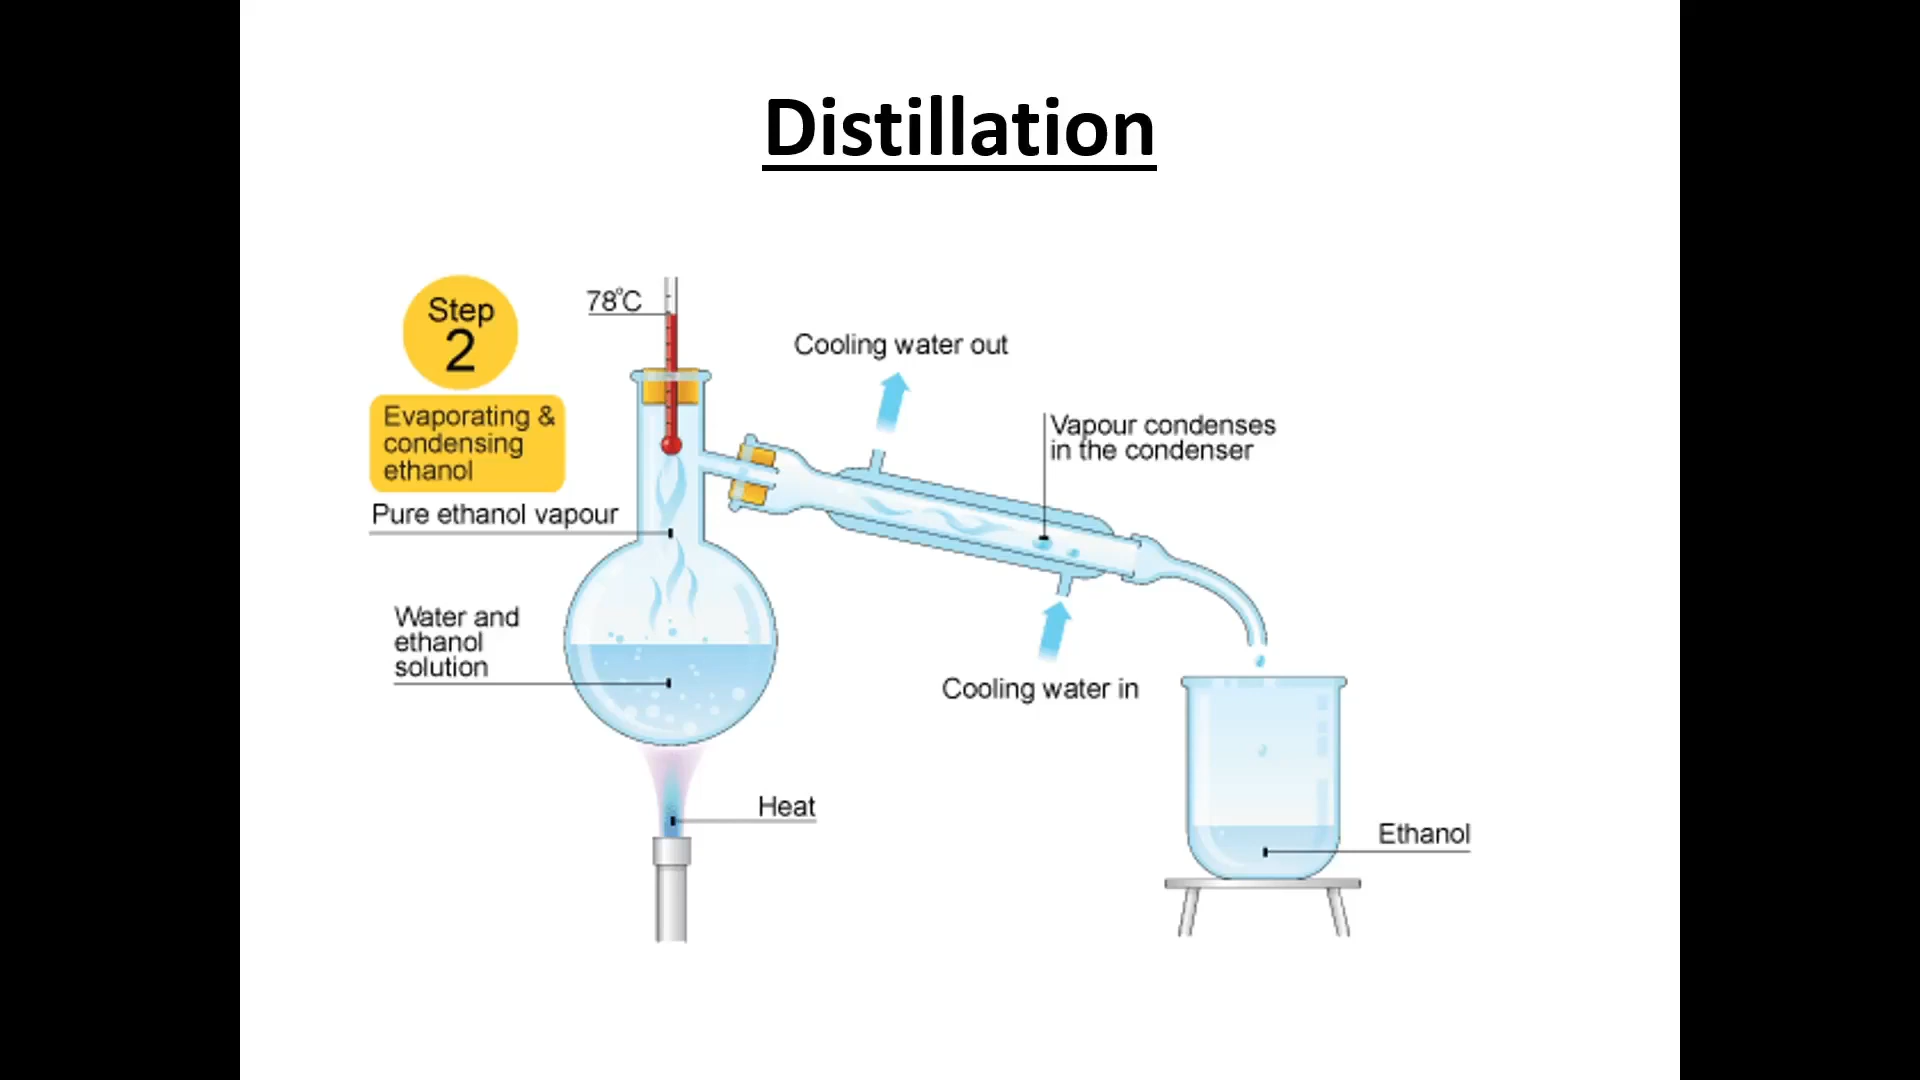 Distillation
Step
2
Evaporating &
condensing
ethanol
78°C
Cooling water out
Vapour condenses
in the condenser
Pure ethanol vapour
Water and
ethanol
solution
Cooling water in
Heat
Ethanol